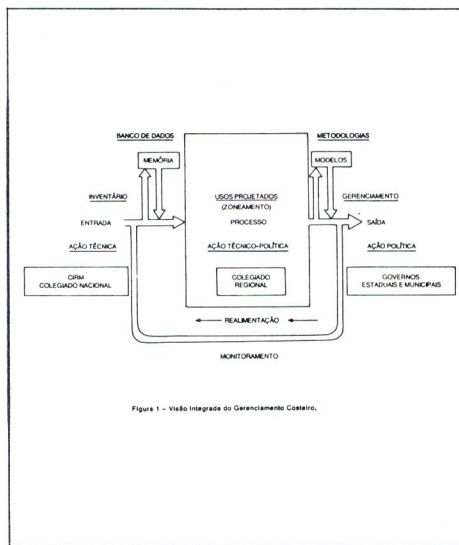 BANCO DE DADOS
METODOLOGIAS
MEMÓRIA
MODELOS
INVENTÁRIO
USOS PROJETADOS
(ZONEAMENTO)
GERENCIAMENTO
ENTRADA
PROCESSO
SAÍDA
AÇÃO TÉCNICA
AÇÃO TÉCNICO-POLÍTICA
AÇÃO POLÍTICA
CIRM
COLEGIADO NACIONAL
COLEGIADO
REGIONAL
GOVERNOS
ESTADUAIS E MUNICIPAIS
REALIMENTAÇÃO
MONITORAMENTO
Figura 1 - Visão Integrada do Gerenciamento Costeiro.